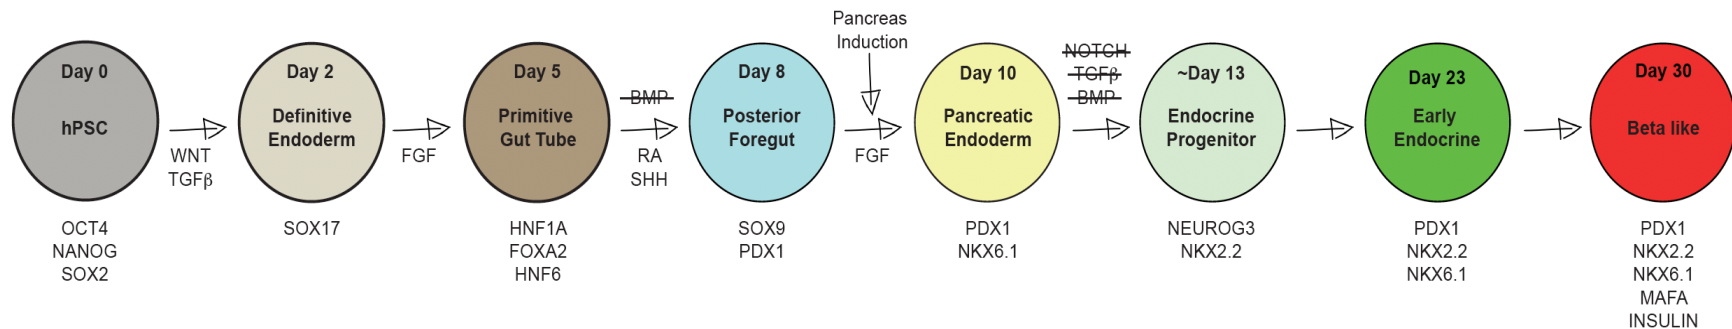 Day 0
hPSC
OCT4
NANOG
SOX2
WNT
TGFβ
Day 2
Definitive
Endoderm
SOX17
FGF
Day 5
Primitive
Gut Tube
HNF1A
FOXA2
HNF6
BMP
RA
SHH
Day 8
Posterior
Foregut
SOX9
PDX1
Pancreas
Induction
FGF
Day 10
Pancreatic
Endoderm
PDX1
NKX6.1
NOTCH
TGFβ
BMP
~Day 13
Endocrine
Progenitor
NEUROG3
NKX2.2
Day 23
Early
Endocrine
PDX1
NKX2.2
NKX6.1
Day 30
Beta like
PDX1
NKX2.2
NKX6.1
MAFA
INSULIN